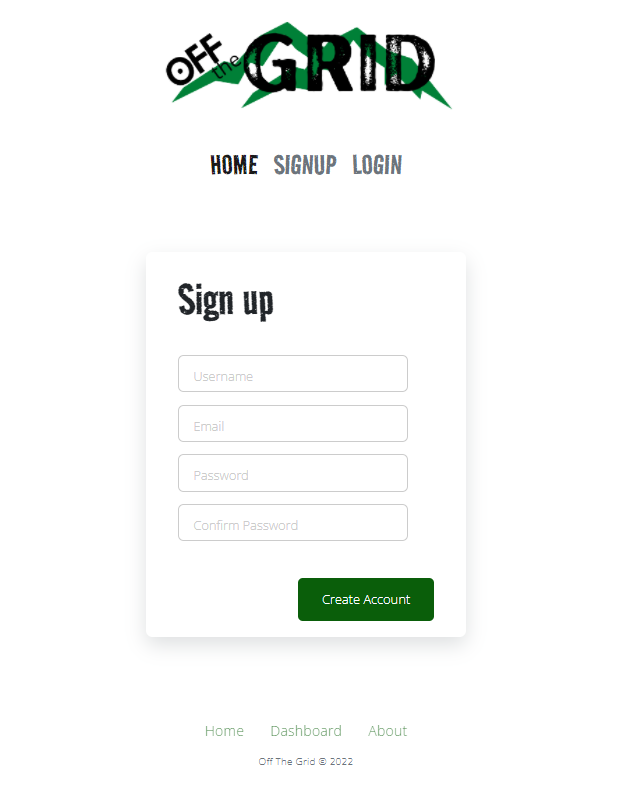 OFF the GRID
HOME SIGNUP LOGIN
Sign up
Username
Email
Password
Confirm Password
Create Account
Home Dashboard About
Off The Grid © 2022